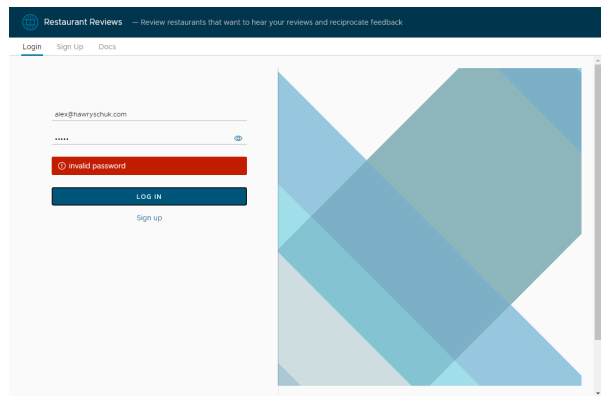 Restaurant Reviews — Review restaurants that want to hear your reviews and reciprocate feedback
Login Sign Up Docs
alex@hawryschuk.com
•••••
invalid password
LOG IN
Sign up